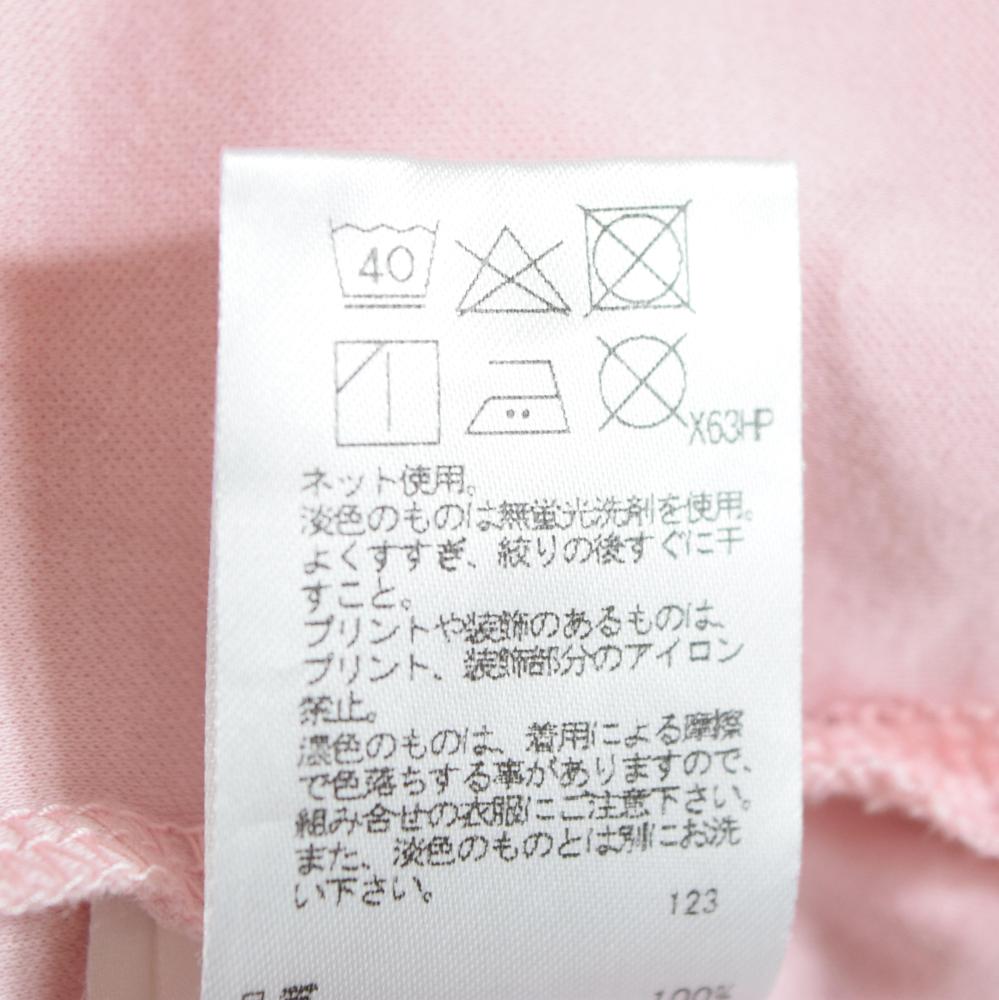 40
X63HP
ネット使用。
淡色のものは無蛍光洗剤を使用。
よくすすぎ、絞りの後すぐに干
すこと。
プリントや装飾のあるものは、
プリント、装飾部分のアイロン
禁止。
濃色のものは、着用による摩擦
で色落ちする事がありますので、
組み合せの衣服にご注意下さい。
また、淡色のものとは別にお洗
い下さい。
123
100%